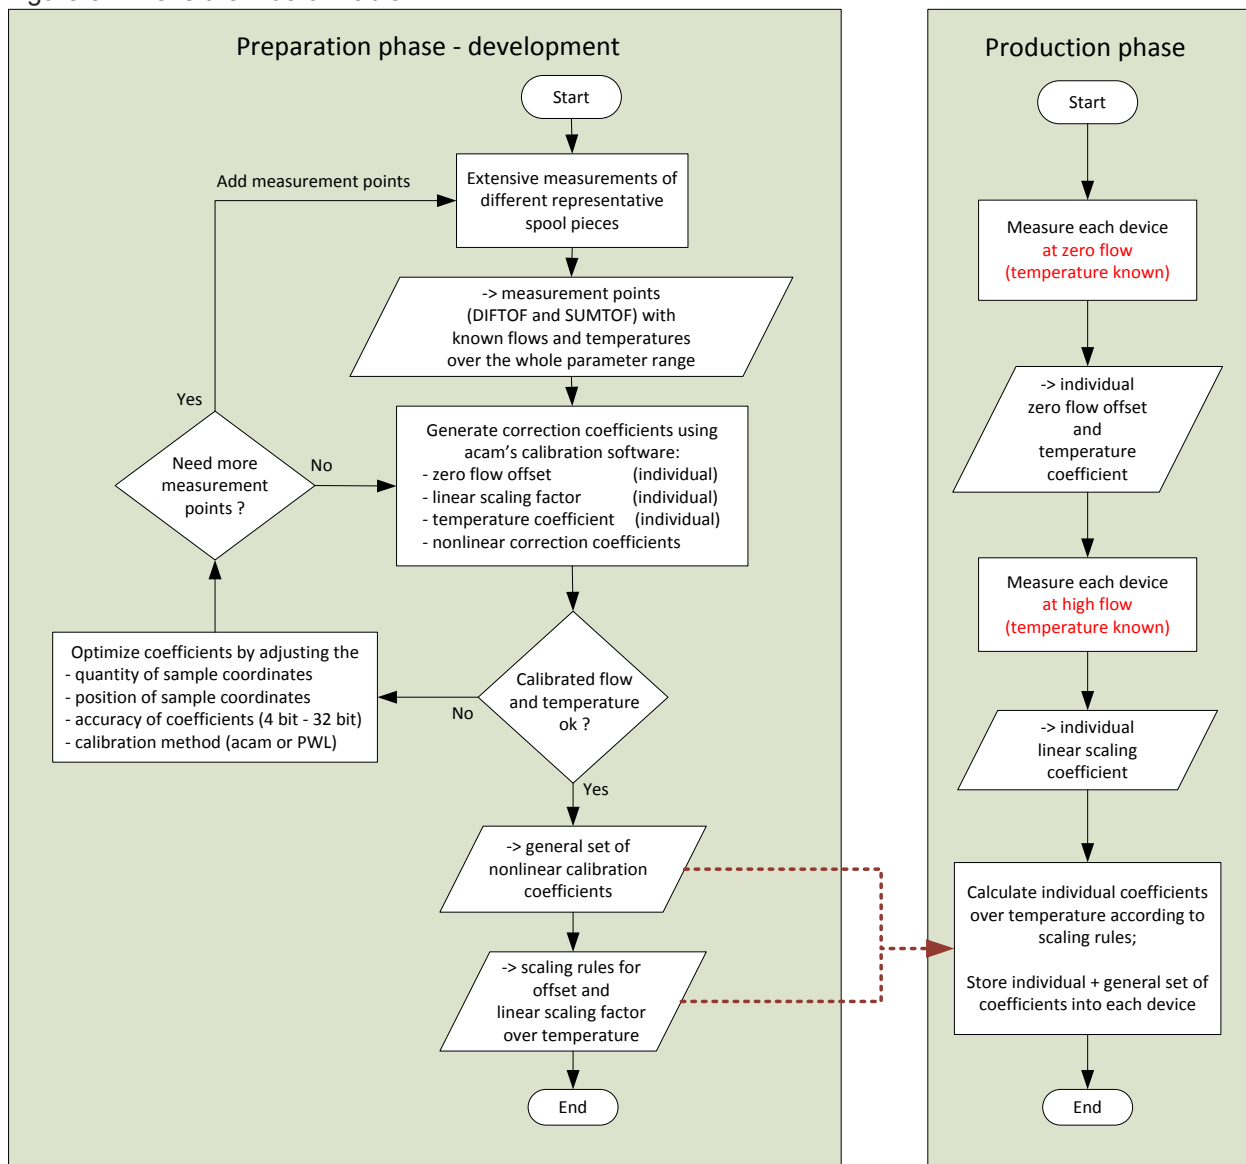 Preparation phase - development
Start
Add measurement points
Extensive measurements of
different representative
spool pieces
-> measurement points
(DIFTOF and SUMTOF) with
known flows and temperatures
over the whole parameter range
Yes
Need more
measurement
points ?
No
Generate correction coefficients using
acam's calibration software:
- zero flow offset (individual)
- linear scaling factor (individual)
- temperature coefficient (individual)
- nonlinear correction coefficients
Optimize coefficients by adjusting the
- quantity of sample coordinates
- position of sample coordinates
- accuracy of coefficients (4 bit - 32 bit)
- calibration method (acam or PWL)
No
Calibrated flow
and temperature
ok ?
Yes
-> general set of
nonlinear calibration
coefficients
-> scaling rules for
offset and
linear scaling factor
over temperature
End
Production phase
Start
Measure each device
at zero flow
(temperature known)
-> individual
zero flow offset
and
temperature
coefficient
Measure each device
at high flow
(temperature known)
-> individual
linear scaling
coefficient
Calculate individual coefficients
over temperature according to
scaling rules;
Store individual + general set of
coefficients into each device
End